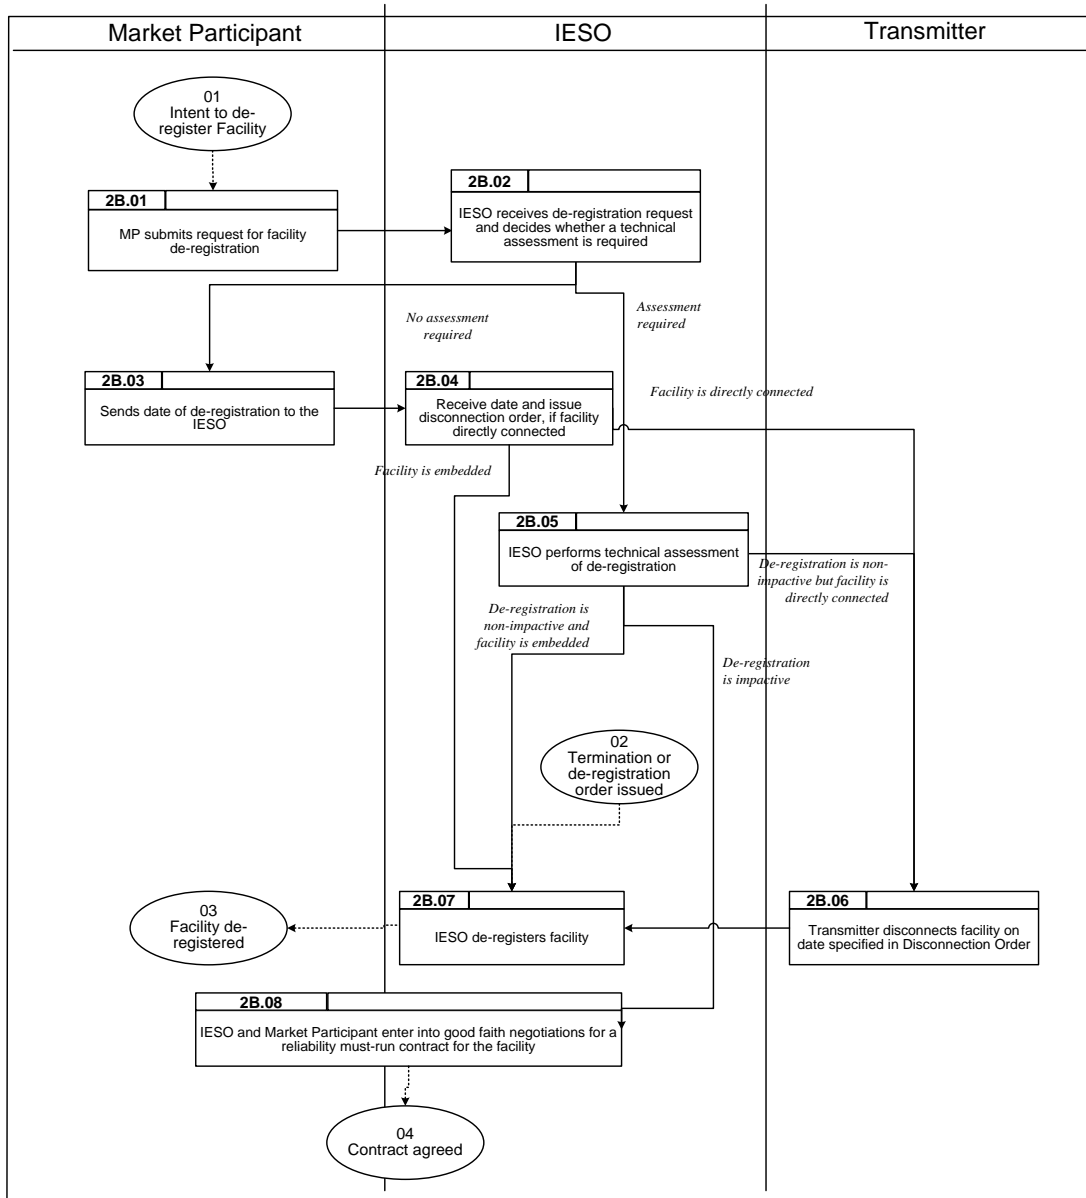 Market Participant
IESO
Transmitter
01
Intent to de-
register Facility
2B.01
MP submits request for facility
de-registration
2B.02
IESO receives de-registration request
and decides whether a technical
assessment is required
No assessment
required
Assessment
required
2B.03
Sends date of de-registration to the
IESO
2B.04
Receive date and issue
disconnection order, if facility
directly connected
Facility is directly connected
Facility is embedded
2B.05
IESO performs technical assessment
of de-registration
De-registration is non-
impactive but facility is
directly connected
De-registration is
non-impactive and
facility is embedded
De-registration
is impactive
02
Termination or
de-registration
order issued
03
Facility de-
registered
2B.07
IESO de-registers facility
2B.06
Transmitter disconnects facility on
date specified in Disconnection Order
2B.08
IESO and Market Participant enter into good faith negotiations for a
reliability must-run contract for the facility
04
Contract agreed